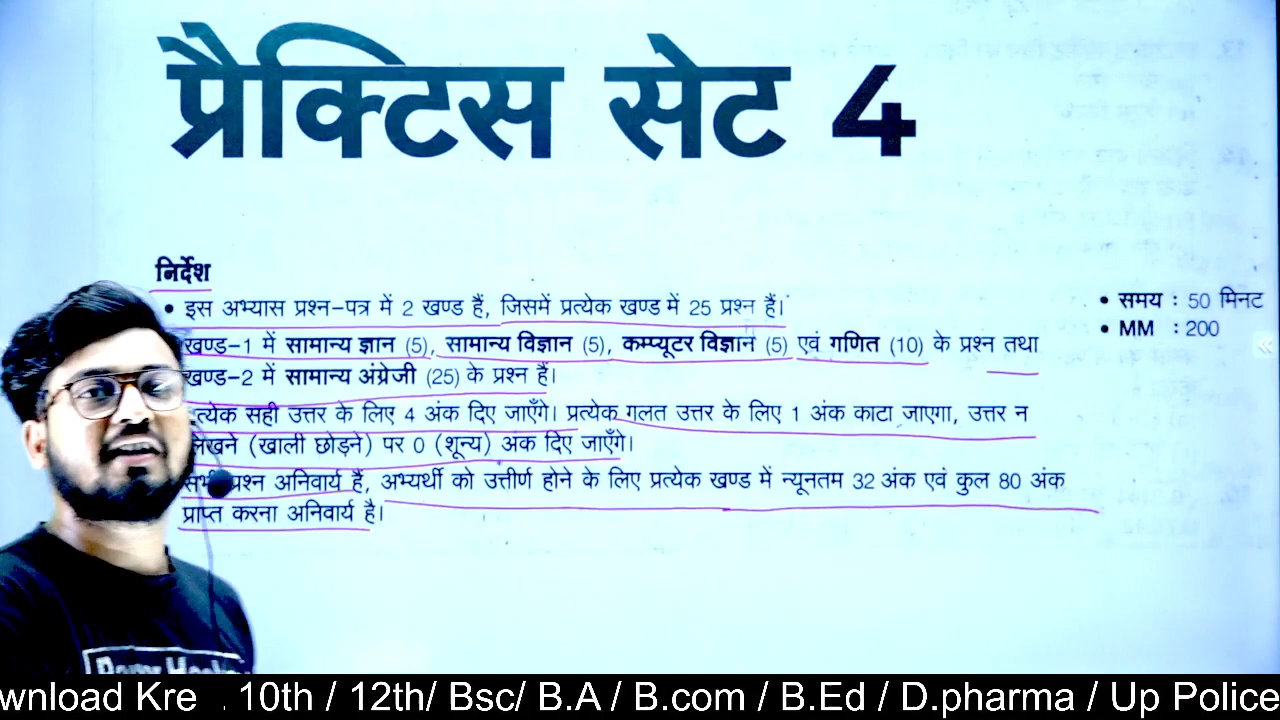 प्रैक्टिस सेट 4
निर्देश
• इस अभ्यास प्रश्न-पत्र में 2 खण्ड हैं, जिसमें प्रत्येक खण्ड में 25 प्रश्न हैं।
• समय : 50 मिनट
• MM : 200
खण्ड-1 में सामान्य ज्ञान (5), सामान्य विज्ञान (5), कम्प्यूटर विज्ञान (5) एवं गणित (10) के प्रश्न तथा
खण्ड-2 में सामान्य अंग्रेजी (25) के प्रश्न हैं।
सही उत्तर के लिए 4 अंक दिए जाएँगे। प्रत्येक गलत उत्तर के लिए 1 अंक काटा जाएगा, उत्तर न
(खाली छोड़ने) पर 0 (शून्य) अंक दिए जाएँगे।
प्रश्न अनिवार्य हैं, अभ्यर्थी को उत्तीर्ण होने के लिए प्रत्येक खण्ड में न्यूनतम 32 अंक एवं कुल 80 अंक
प्राप्त करना अनिवार्य है।
wnload Kre . 10th / 12th/ Bsc/ B.A / B.com / B.Ed / D.pharma / Up Police